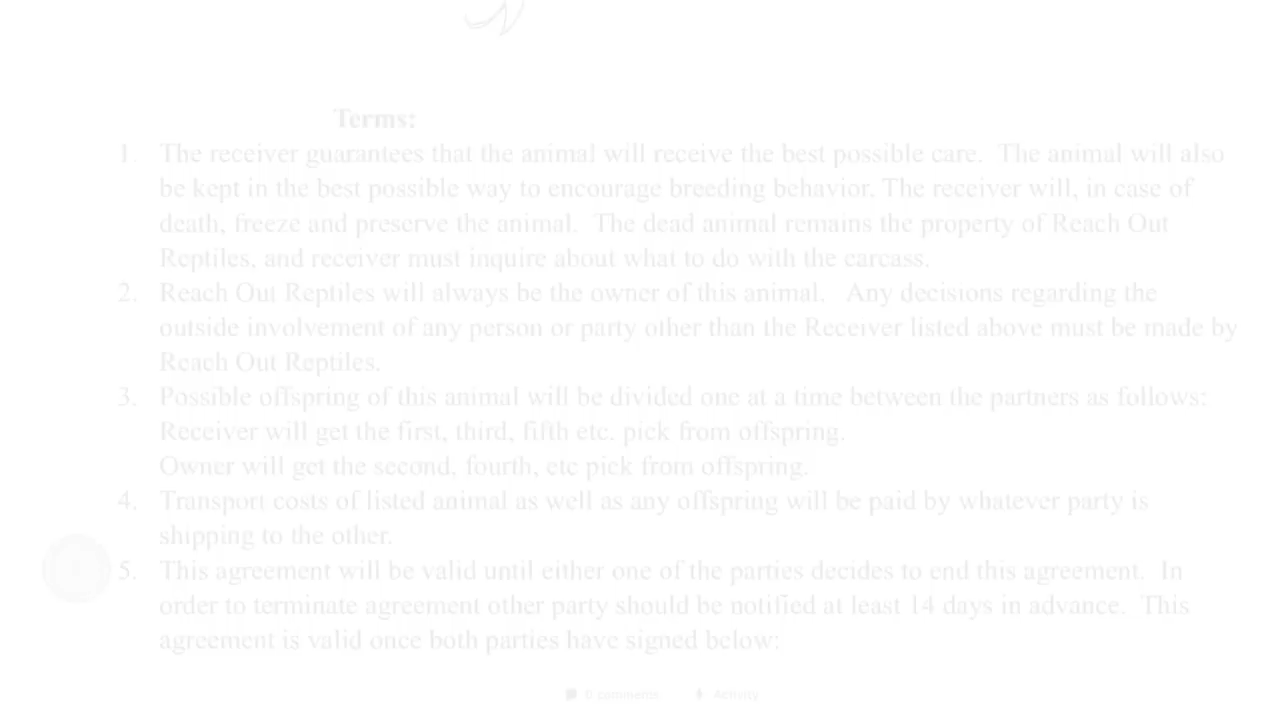 Terms:
1. The receiver guarantees that the animal will receive the best possible care. The animal will also
be kept in the best possible way to encourage breeding behavior. The receiver will, in case of
death, freeze and preserve the animal. The dead animal remains the property of Reach Out
Reptiles, and receiver must inquire about what to do with the carcass.
2. Reach Out Reptiles will always be the owner of this animal. Any decisions regarding the
outside involvement of any person or party other than the Receiver listed above must be made by
Reach Out Reptiles.
3. Possible offspring of this animal will be divided one at a time between the partners as follows:
Receiver will get the first, third, fifth etc. pick from offspring.
Owner will get the second, fourth, etc pick from offspring.
4. Transport costs of listed animal as well as any offspring will be paid by whatever party is
shipping to the other.
5. This agreement will be valid until either one of the parties decides to end this agreement. In
order to terminate agreement other party should be notified at least 14 days in advance. This
agreement is valid once both parties have signed below:
0 comments Activity